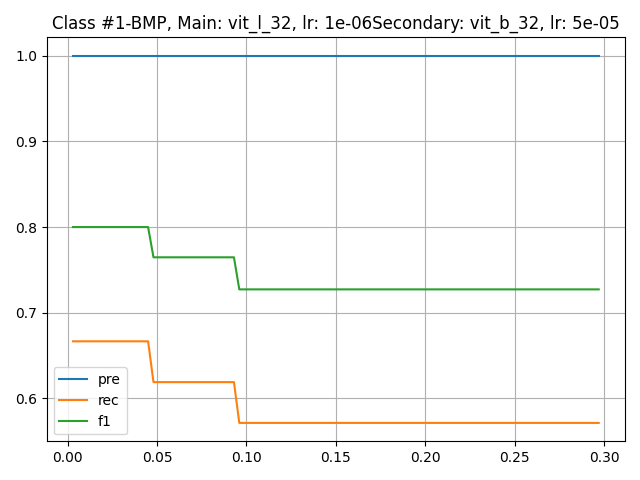 Class #1-BMP, Main: vit_l_32, lr: 1e-06Secondary: vit_b_32, lr: 5e-05
1.0
0.9
0.8
0.7
0.6
pre
rec
f1
0.00 0.05 0.10 0.15 0.20 0.25 0.30